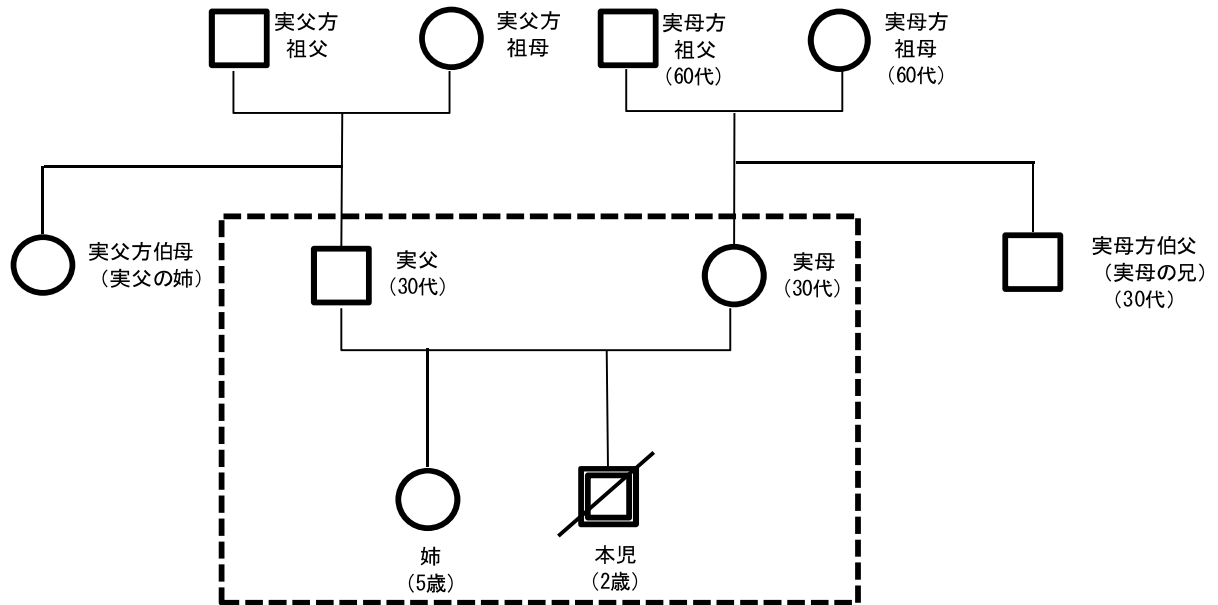 実父方
祖父
実父方
祖母
実母方
祖父
(60代)
実母方
祖母
(60代)
実父方伯母
(実父の姉)
実父
(30代)
実母
(30代)
実母方伯父
(実母の兄)
(30代)
姉
(5歳)
本児
(2歳)